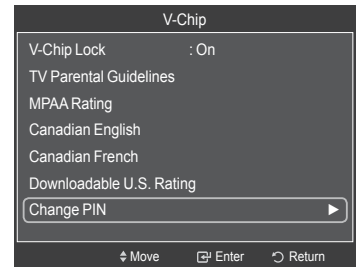 V-Chip
V-Chip Lock : On
TV Parental Guidelines
MPAA Rating
Canadian English
Canadian French
Downloadable U.S. Rating
Change PIN
Move Enter Return